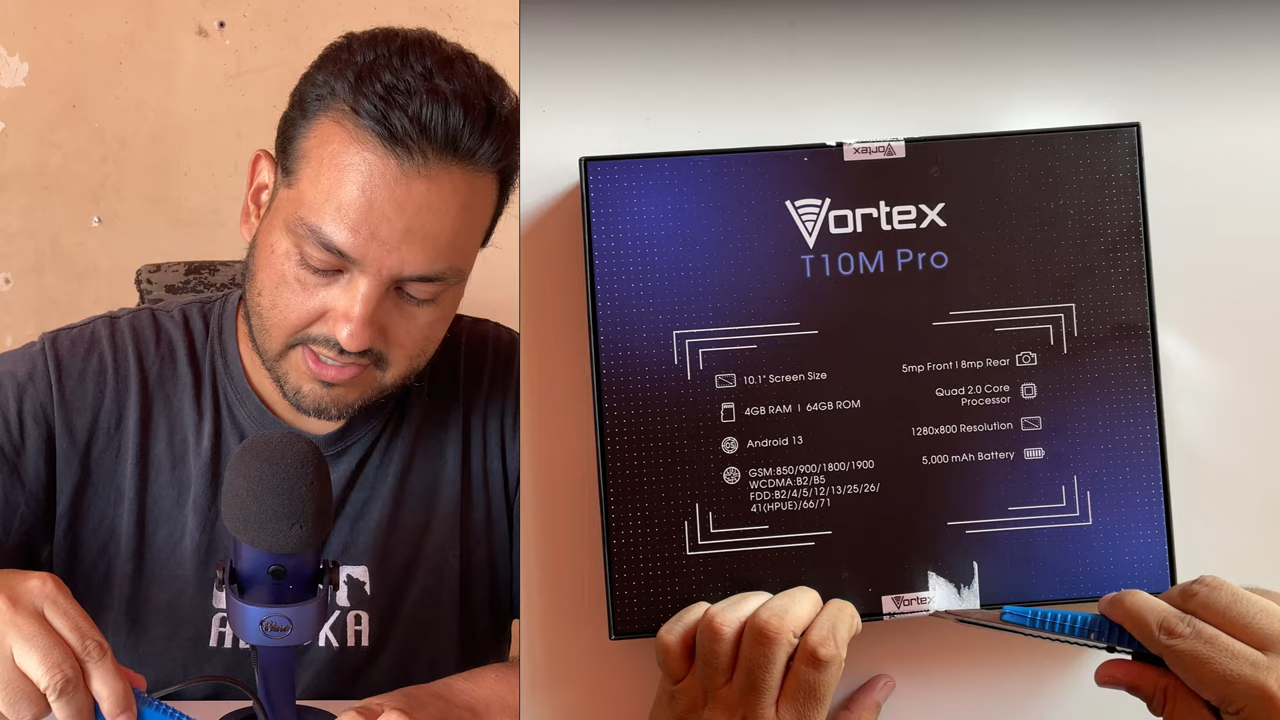 Blue
Vortex
Vortex
T10M Pro
10.1" Screen Size
4GB RAM | 64GB ROM
Android 13
GSM:850/900/1800/1900
WCDMA:B2/B5
FDD:B2/4/5/12/13/25/26/
41(HPUE)/66/71
5mp Front | 8mp Rear
Quad 2.0 Core
Processor
1280x800 Resolution
5,000 mAh Battery
Vortex